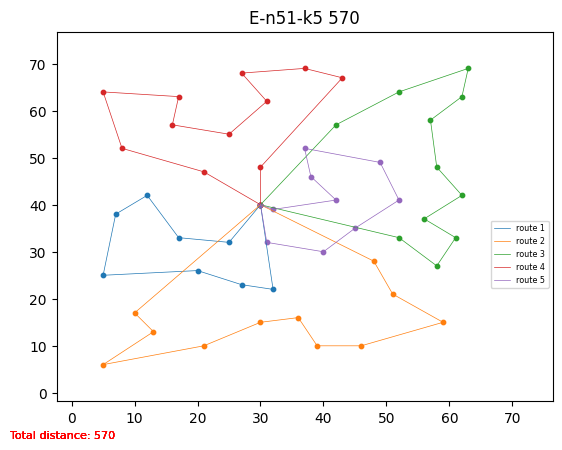 E-n51-k5 570
70
60
50
40
30
20
10
0
route 1
route 2
route 3
route 4
route 5
0 10 20 30 40 50 60 70
Total distance: 570